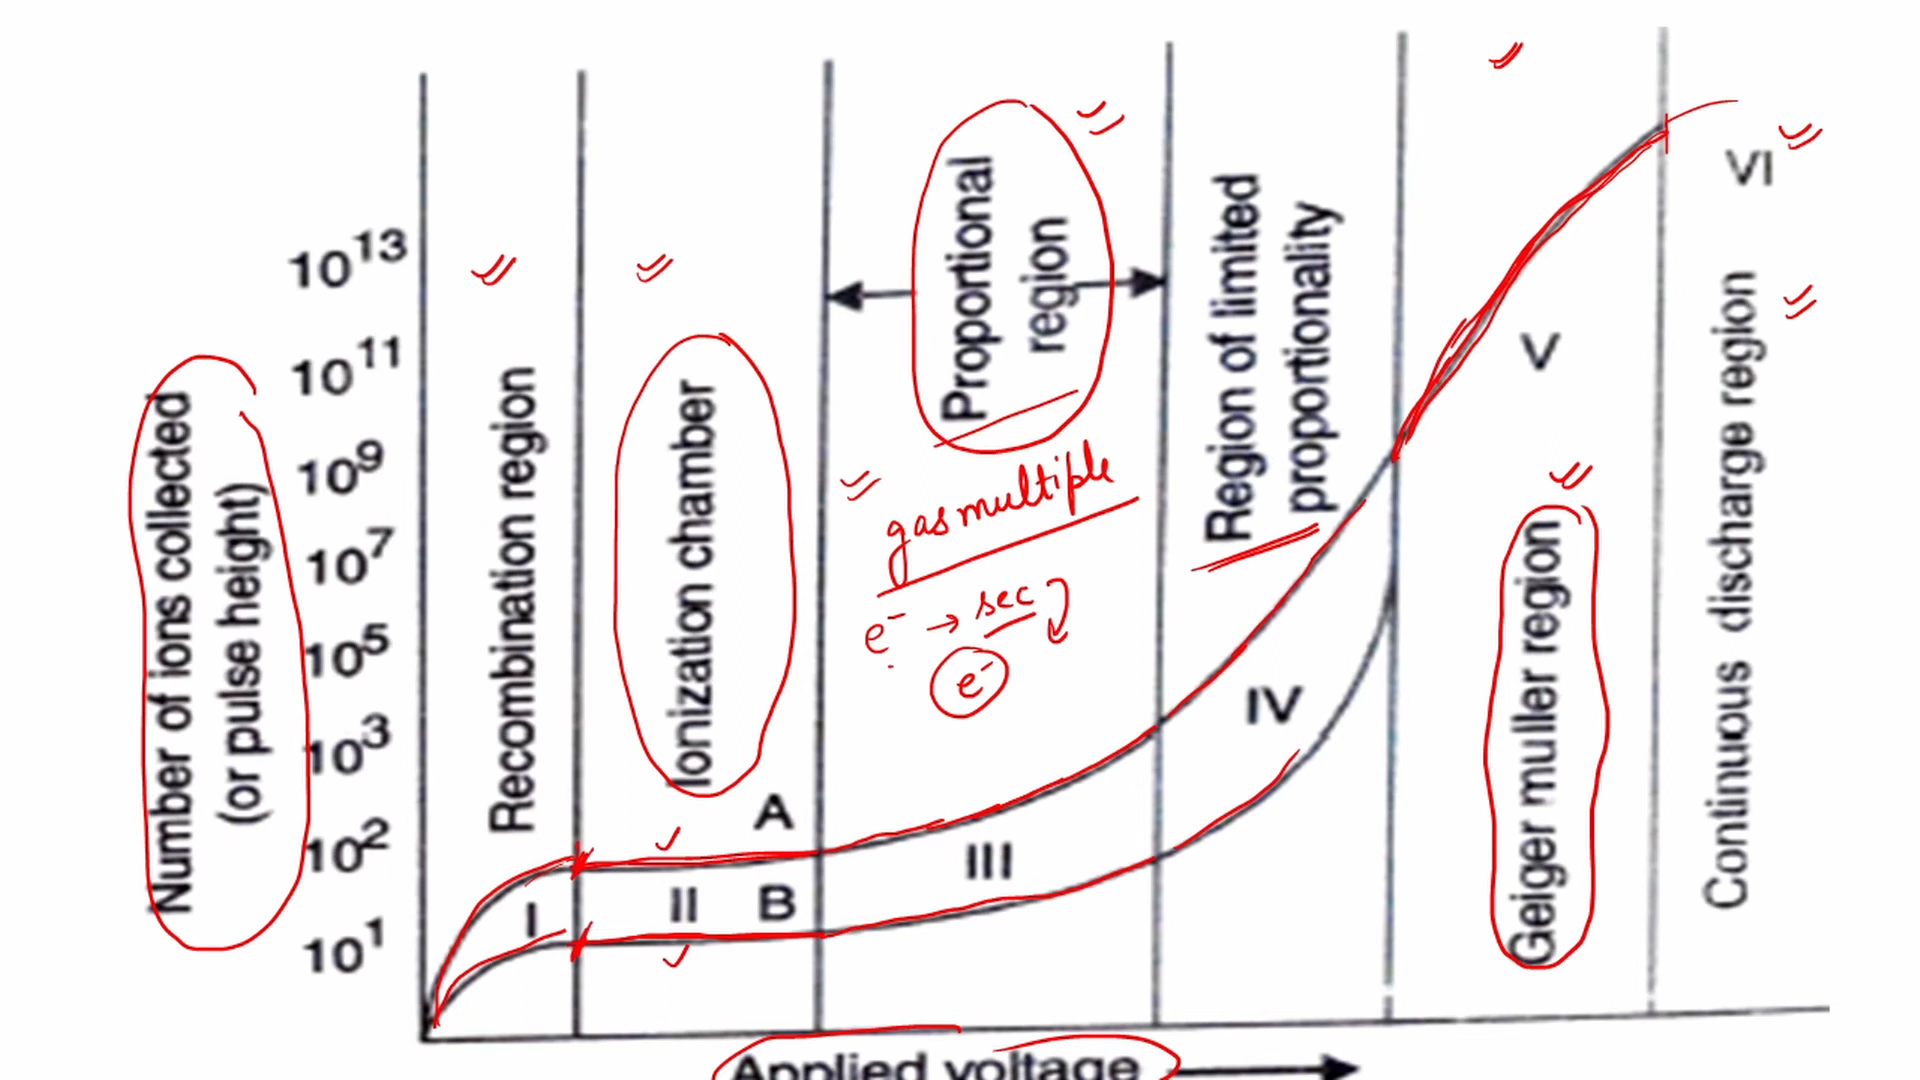 10¹³
10¹¹
10⁹
10⁷
10⁵
10³
10²
10¹
Number of ions collected
(or pulse height)
Recombination region
Ionization chamber
Proportional
region
Region of limited
proportionality
Geiger muller region
Continuous discharge region
gas multiple
e⁻ → sec
e⁻
A
B
I
II
III
IV
V
VI
Applied voltage